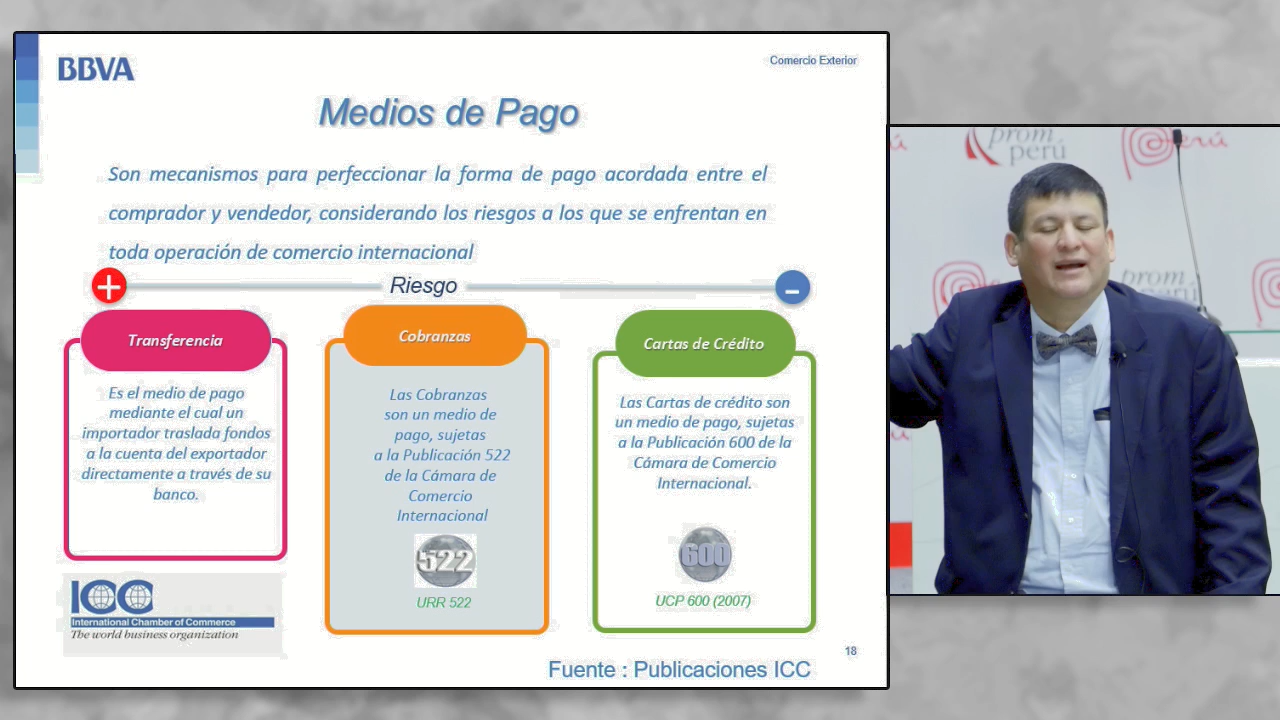 BBVA
Comercio Exterior
Medios de Pago
Son mecanismos para perfeccionar la forma de pago acordada entre el
comprador y vendedor, considerando los riesgos a los que se enfrentan en
toda operación de comercio internacional
+
Riesgo
-
Transferencia
Es el medio de pago
mediante el cual un
importador traslada fondos
a la cuenta del exportador
directamente a través de su
banco.
Cobranzas
Las Cobranzas
son un medio de
pago, sujetas
a la Publicación 522
de la Cámara de
Comercio
Internacional
522
URR 522
Cartas de Crédito
Las Cartas de crédito son
un medio de pago, sujetas
a la Publicación 600 de la
Cámara de Comercio
Internacional.
600
UCP 600 (2007)
ICC
International Chamber of Commerce
The world business organization
18
Fuente : Publicaciones ICC
prom
perú
Perú
prom
perú